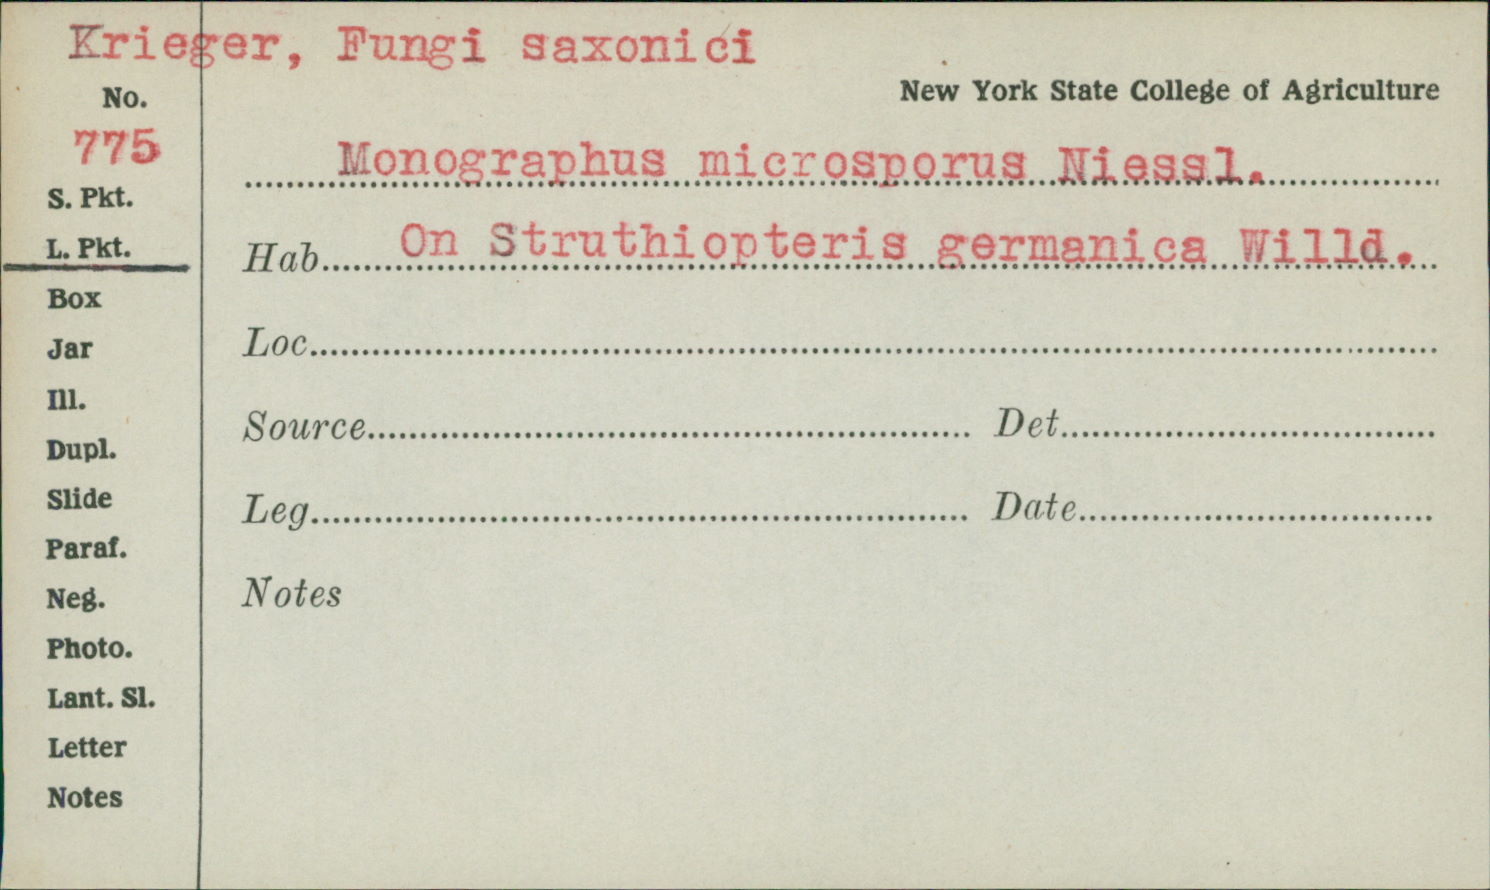 Krieger, Fungi saxonici
New York State College of Agriculture
No.
775
S. Pkt.
L. Pkt.
Box
Jar
Ill.
Dupl.
Slide
Paraf.
Neg.
Photo.
Lant. Sl.
Letter
Notes
Monographus microsporus Niessl.
Hab. On Struthiopteris germanica Willd.
Loc.
Source Det.
Leg. Date
Notes